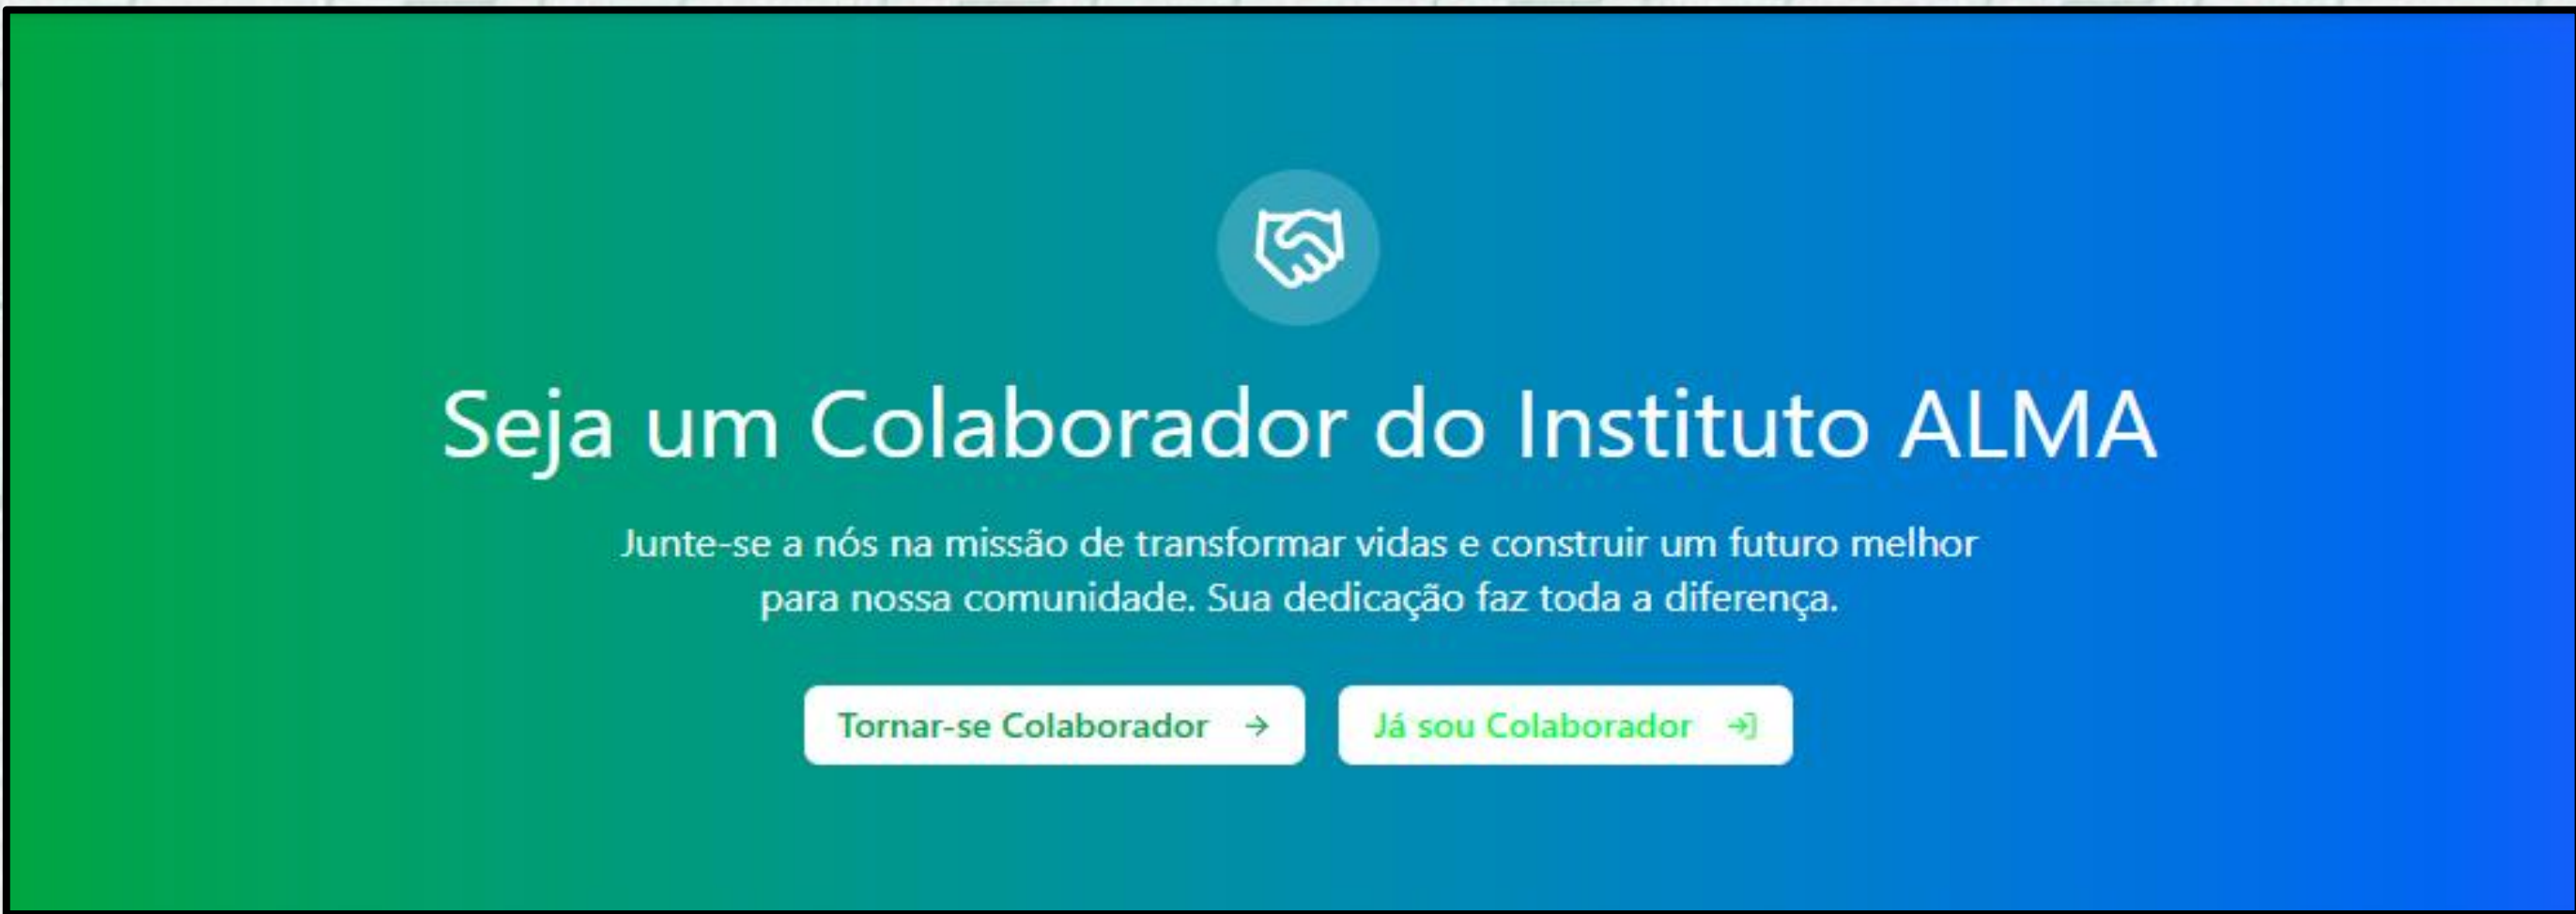 Seja um Colaborador do Instituto ALMA
Junte-se a nós na missão de transformar vidas e construir um futuro melhor
para nossa comunidade. Sua dedicação faz toda a diferença.
Tornar-se Colaborador
Já sou Colaborador